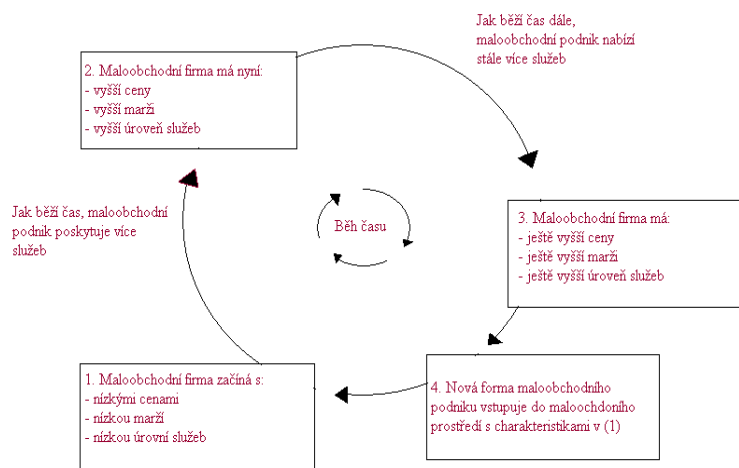 Jak běží čas dále,
maloobchodní podnik nabízí
stále více služeb
2. Maloobchodní firma má nyní:
- vyšší ceny
- vyšší marži
- vyšší úroveň služeb
Jak běží čas, maloobchodní
podnik poskytuje více
služeb
Běh času
3. Maloobchodní firma má:
- ještě vyšší ceny
- ještě vyšší marži
- ještě vyšší úroveň služeb
1. Maloobchodní firma začíná s:
- nízkými cenami
- nízkou marží
- nízkou úrovní služeb
4. Nová forma maloobchodního
podniku vstupuje do maloochdoního
prostředí s charakteristikami v (1)